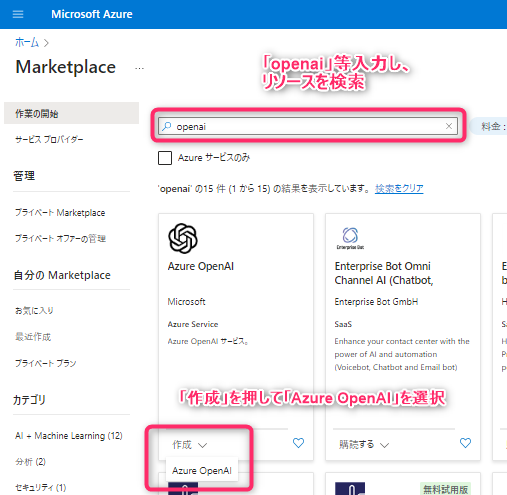 Microsoft Azure
ホーム
Marketplace
...
「openai」等入力し、
リソースを検索
作業の開始
サービス プロバイダー
管理
プライベート Marketplace
プライベート オファーの管理
自分の Marketplace
お気に入り
最近作成
プライベート プラン
カテゴリ
AI + Machine Learning (12)
分析 (2)
セキュリティ (1)
openai
料金 :
Azure サービスのみ
'openai' の15 件 (1 から 15) の結果を表示しています。 検索をクリア
Azure OpenAI
Microsoft
Azure Service
Azure OpenAI サービス。
Enterprise Bot
Enterprise Bot Omni
Channel AI (Chatbot,
Enterprise Bot GmbH
SaaS
Enhance your contact center with the
power of AI and automation
(Voicebot, Chatbot and Email bot)
「作成」を押して「Azure OpenAI」を選択
作成
購読する
Azure OpenAI
無料試用版